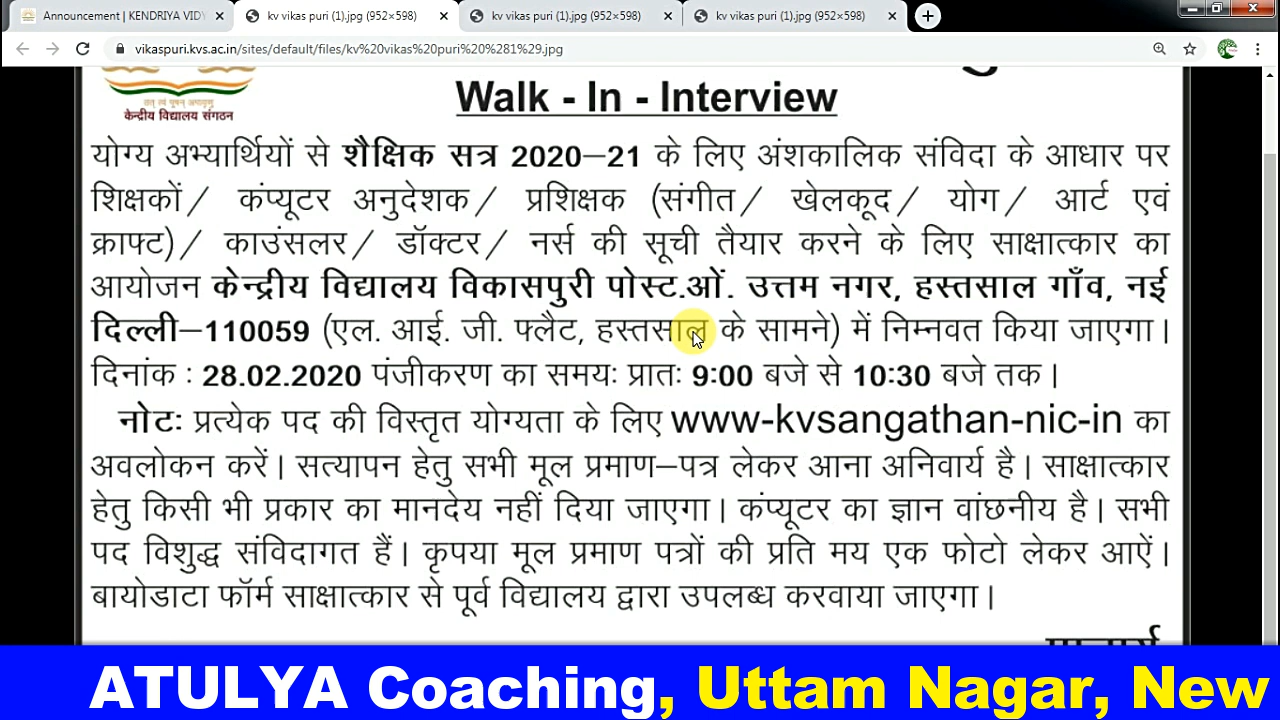 Announcement | KENDRIYA VIDY
kv vikas puri (1).jpg (952×598)
kv vikas puri (1).jpg (952×598)
kv vikas puri (1).jpg (952×598)
vikaspuri.kvs.ac.in/sites/default/files/kv%20vikas%20puri%20%281%29.jpg
केन्द्रीय विद्यालय संगठन
Walk - In - Interview
योग्य अभ्यार्थियों से शैक्षिक सत्र 2020–21 के लिए अंशकालिक संविदा के आधार पर
शिक्षकों/ कंप्यूटर अनुदेशक/ प्रशिक्षक (संगीत/ खेलकूद/ योग/ आर्ट एवं
क्राफ्ट)/ काउंसलर/ डॉक्टर/ नर्स की सूची तैयार करने के लिए साक्षात्कार का
आयोजन केन्द्रीय विद्यालय विकासपुरी पोस्ट.ओं. उत्तम नगर, हस्तसाल गाँव, नई
दिल्ली–110059 (एल. आई. जी. फ्लैट, हस्तसाल के सामने) में निम्नवत किया जाएगा।
दिनांक : 28.02.2020 पंजीकरण का समयः प्रातः 9:00 बजे से 10:30 बजे तक।
नोटः प्रत्येक पद की विस्तृत योग्यता के लिए www-kvsangathan-nic-in का
अवलोकन करें। सत्यापन हेतु सभी मूल प्रमाण–पत्र लेकर आना अनिवार्य है। साक्षात्कार
हेतु किसी भी प्रकार का मानदेय नहीं दिया जाएगा। कंप्यूटर का ज्ञान वांछनीय है। सभी
पद विशुद्ध संविदागत हैं। कृपया मूल प्रमाण पत्रों की प्रति मय एक फोटो लेकर आऐं।
बायोडाटा फॉर्म साक्षात्कार से पूर्व विद्यालय द्वारा उपलब्ध करवाया जाएगा।
ATULYA Coaching, Uttam Nagar, New